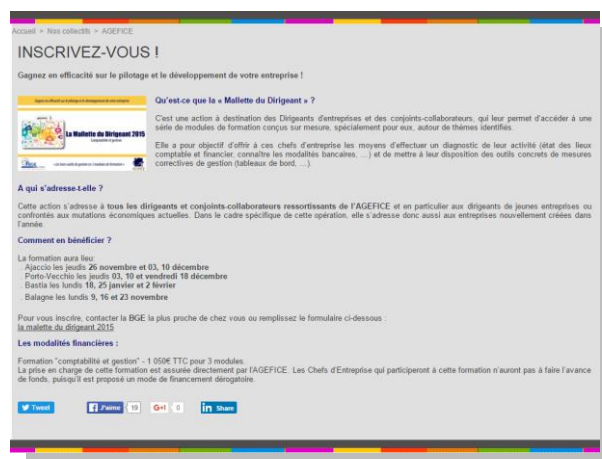 Accueil > Nos collectifs > AGEFICE
INSCRIVEZ-VOUS !
Gagnez en efficacité sur le pilotage et le développement de votre entreprise !
La Mallette du Dirigeant 2015
Qu'est-ce que la « Mallette du Dirigeant » ?
C'est une action à destination des Dirigeants d'entreprises et des conjoints-collaborateurs, qui leur permet d'accéder à une
série de modules de formation conçus sur mesure, spécialement pour eux, autour de thèmes identifiés.
Elle a pour objectif d'offrir à ces chefs d'entreprise les moyens d'effectuer un diagnostic de leur activité (état des lieux
comptable et financier, connaître les modalités bancaires, ...) et de mettre à leur disposition des outils concrets de mesures
correctives de gestion (tableaux de bord, ...).
A qui s'adresse-t-elle ?
Cette action s'adresse à tous les dirigeants et conjoints-collaborateurs ressortissants de l'AGEFICE et en particulier aux dirigeants de jeunes entreprises ou
confrontés aux mutations économiques actuelles. Dans le cadre spécifique de cette opération, elle s'adresse donc aussi aux entreprises nouvellement créées dans
l'année.
Comment en bénéficier ?
La formation aura lieu:
. Ajaccio les jeudis 26 novembre et 03, 10 décembre
. Porto-Vecchio les jeudis 03, 10 et vendredi 18 décembre
. Bastia les lundis 18, 25 janvier et 2 février
. Balagne les lundis 9, 16 et 23 novembre
Pour vous inscrire, contacter la BGE la plus proche de chez vous ou remplissez le formulaire ci-dessous :
la malette du dirigeant 2015
Les modalités financières :
Formation "comptabilité et gestion" - 1 050€ TTC pour 3 modules.
La prise en charge de cette formation est assurée directement par l'AGEFICE. Les Chefs d'Entreprise qui participeront à cette formation n'auront pas à faire l'avance
de fonds, puisqu'il est proposé un mode de financement dérogatoire.
Tweet J'aime 19 G+1 0 in Share